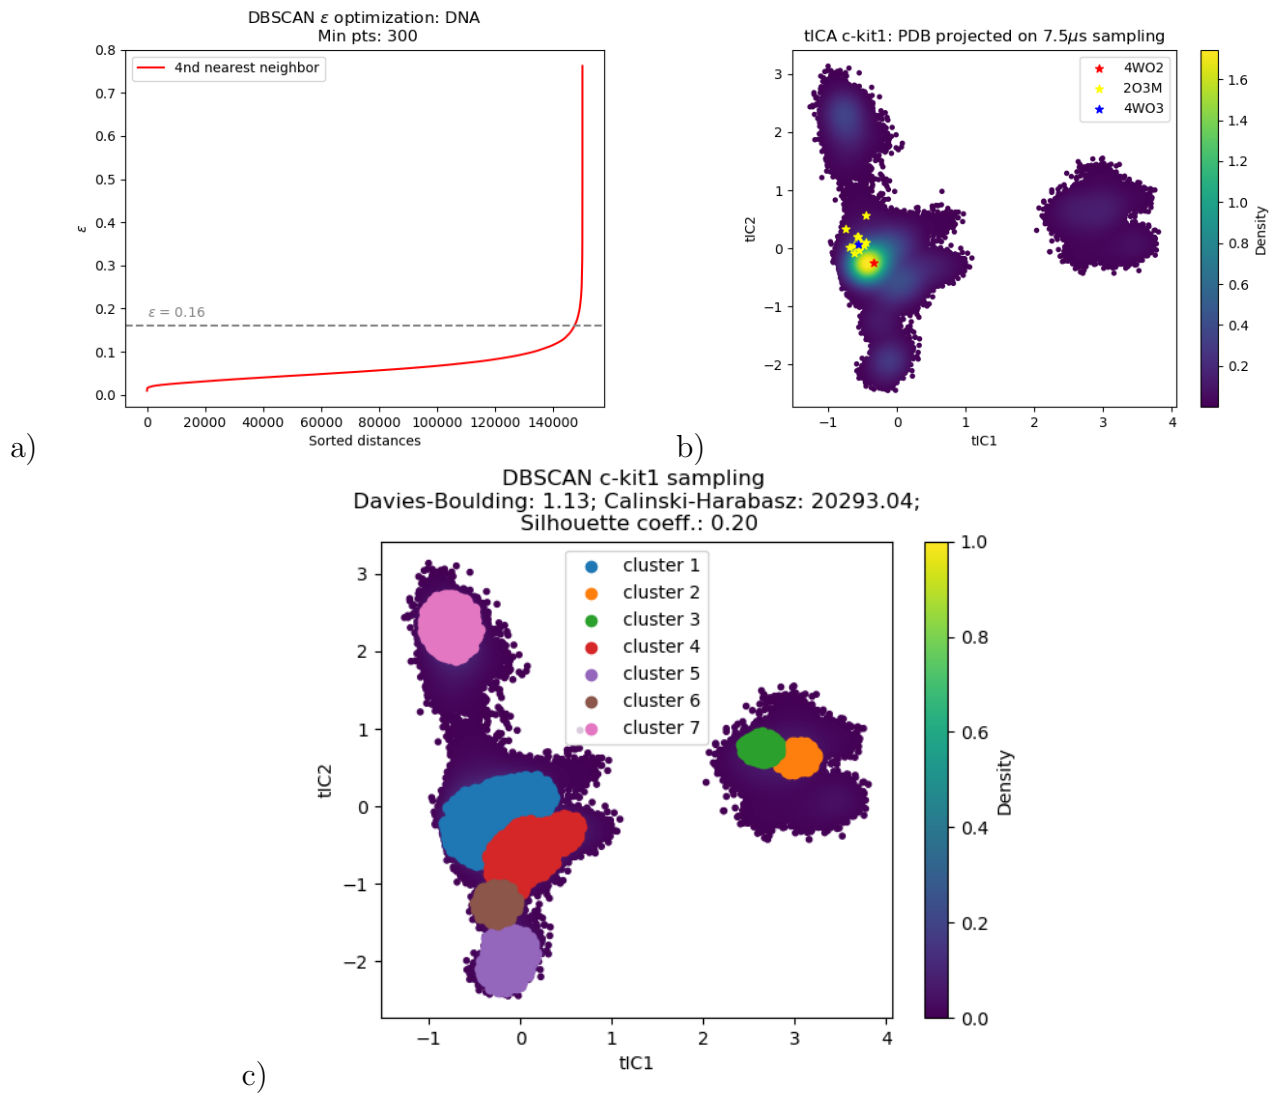 DBSCAN ε optimization: DNA
Min pts: 300
0.8
0.7
0.6
0.5
0.4
0.3
0.2
0.1
0.0
ε
4nd nearest neighbor
ε = 0.16
0 20000 40000 60000 80000 100000 120000 140000
Sorted distances
a)
tICA c-kit1: PDB projected on 7.5μs sampling
3
2
1
0
−1
−2
tIC2
4WO2
2O3M
4WO3
−1 0 1 2 3 4
tIC1
1.6
1.4
1.2
1.0
0.8
0.6
0.4
0.2
Density
b)
DBSCAN c-kit1 sampling
Davies-Boulding: 1.13; Calinski-Harabasz: 20293.04;
Silhouette coeff.: 0.20
3
2
1
0
−1
−2
tIC2
cluster 1
cluster 2
cluster 3
cluster 4
cluster 5
cluster 6
cluster 7
−1 0 1 2 3 4
tIC1
1.0
0.8
0.6
0.4
0.2
0.0
Density
c)